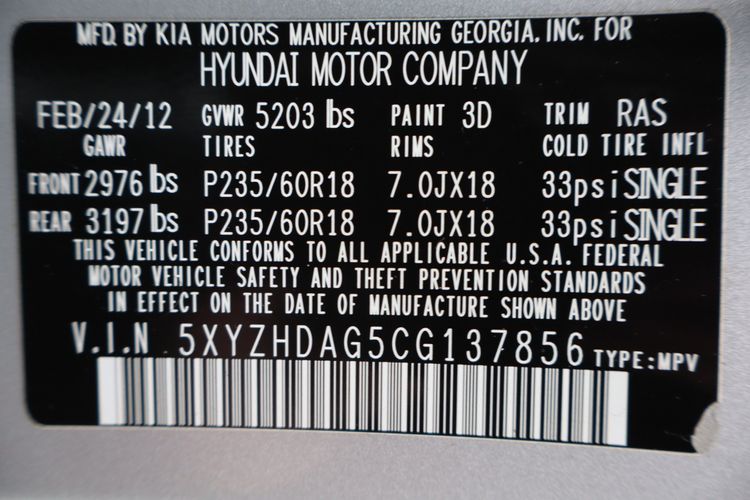 MFD. BY KIA MOTORS MANUFACTURING GEORGIA, INC. FOR
HYUNDAI MOTOR COMPANY
FEB/24/12 GVWR 5203 lbs PAINT 3D TRIM RAS
GAWR TIRES RIMS COLD TIRE INFL
FRONT 2976 lbs P235/60R18 7.0JX18 33psi SINGLE
REAR 3197 lbs P235/60R18 7.0JX18 33psi SINGLE
THIS VEHICLE CONFORMS TO ALL APPLICABLE U.S.A. FEDERAL
MOTOR VEHICLE SAFETY AND THEFT PREVENTION STANDARDS
IN EFFECT ON THE DATE OF MANUFACTURE SHOWN ABOVE
V.I.N 5XYZHDAG5CG137856 TYPE:MPV